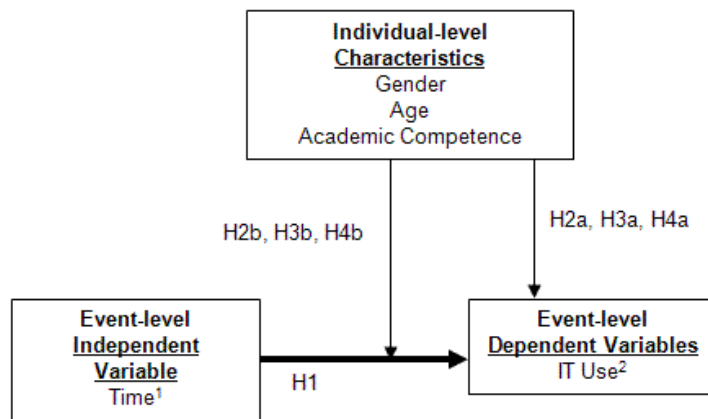 Individual-level
Characteristics
Gender
Age
Academic Competence
H2b, H3b, H4b
H2a, H3a, H4a
Event-level
Independent
Variable
Time¹
H1
Event-level
Dependent Variables
IT Use²